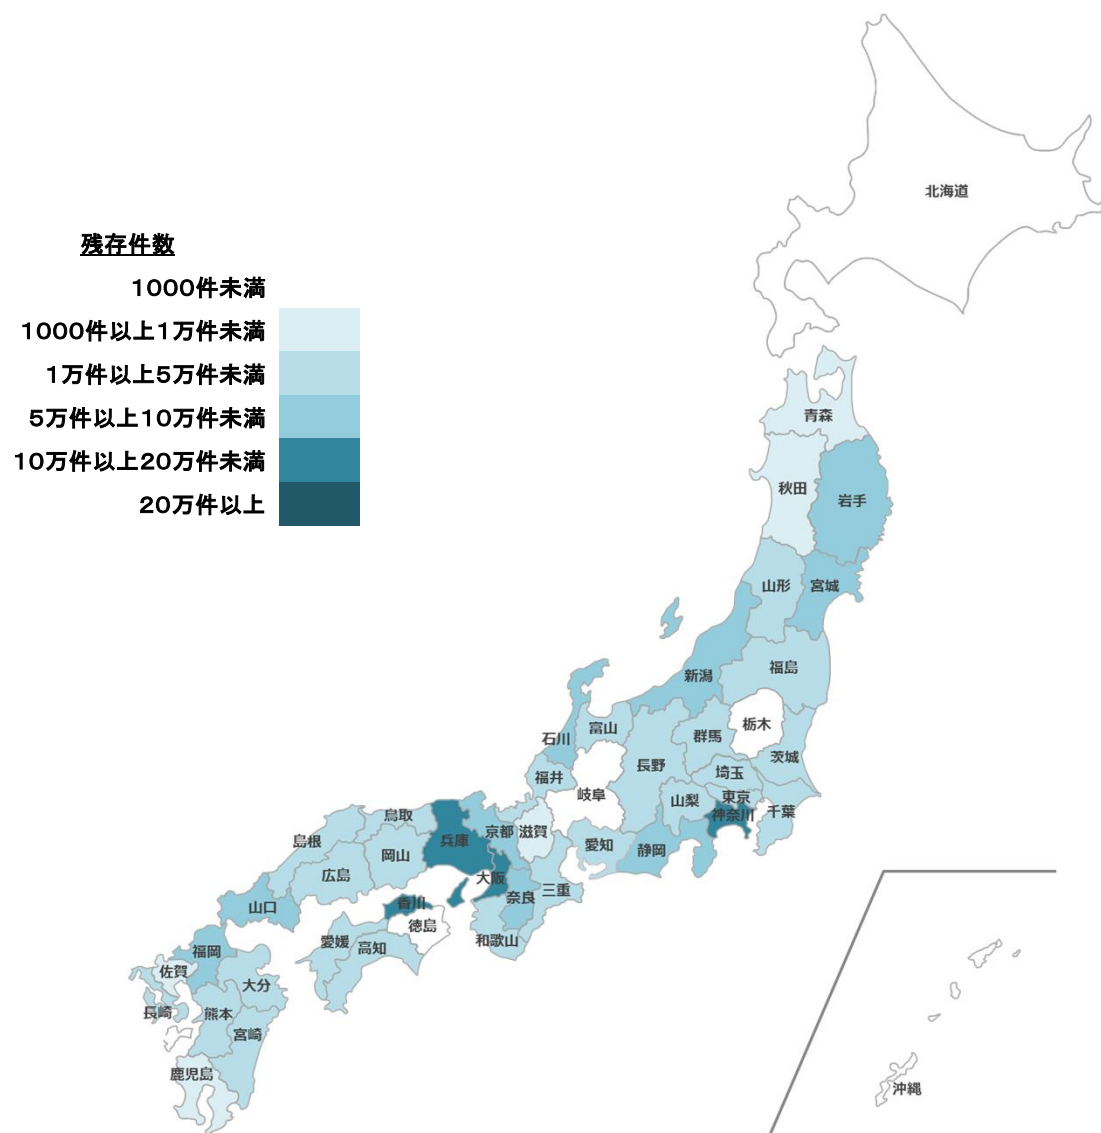 北海道
残存件数
1000件未満
1000件以上1万件未満
1万件以上5万件未満
5万件以上10万件未満
10万件以上20万件未満
20万件以上
青森
秋田
岩手
山形
宮城
福島
新潟
栃木
富山
群馬
石川
茨城
長野
埼玉
福井
岐阜
東京
山梨
千葉
神奈川
鳥取
京都
滋賀
島根
兵庫
愛知
静岡
岡山
広島
大阪
三重
奈良
香川
山口
徳島
和歌山
愛媛
高知
福岡
佐賀
大分
長崎
熊本
宮崎
鹿児島
沖縄